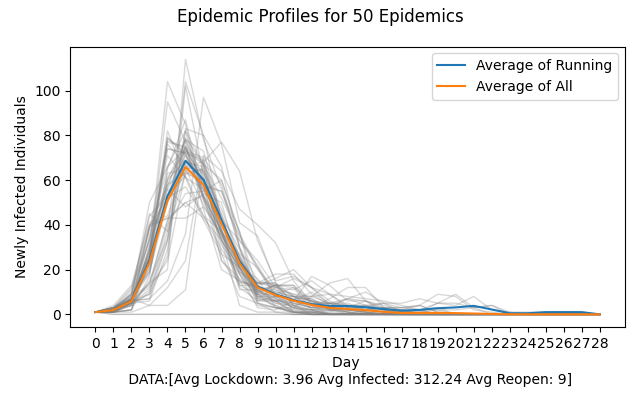 Epidemic Profiles for 50 Epidemics
Average of Running
Average of All
Newly Infected Individuals
100
80
60
40
20
0
0 1 2 3 4 5 6 7 8 9 10 11 12 13 14 15 16 17 18 19 20 21 22 23 24 25 26 27 28
Day
DATA:[Avg Lockdown: 3.96 Avg Infected: 312.24 Avg Reopen: 9]